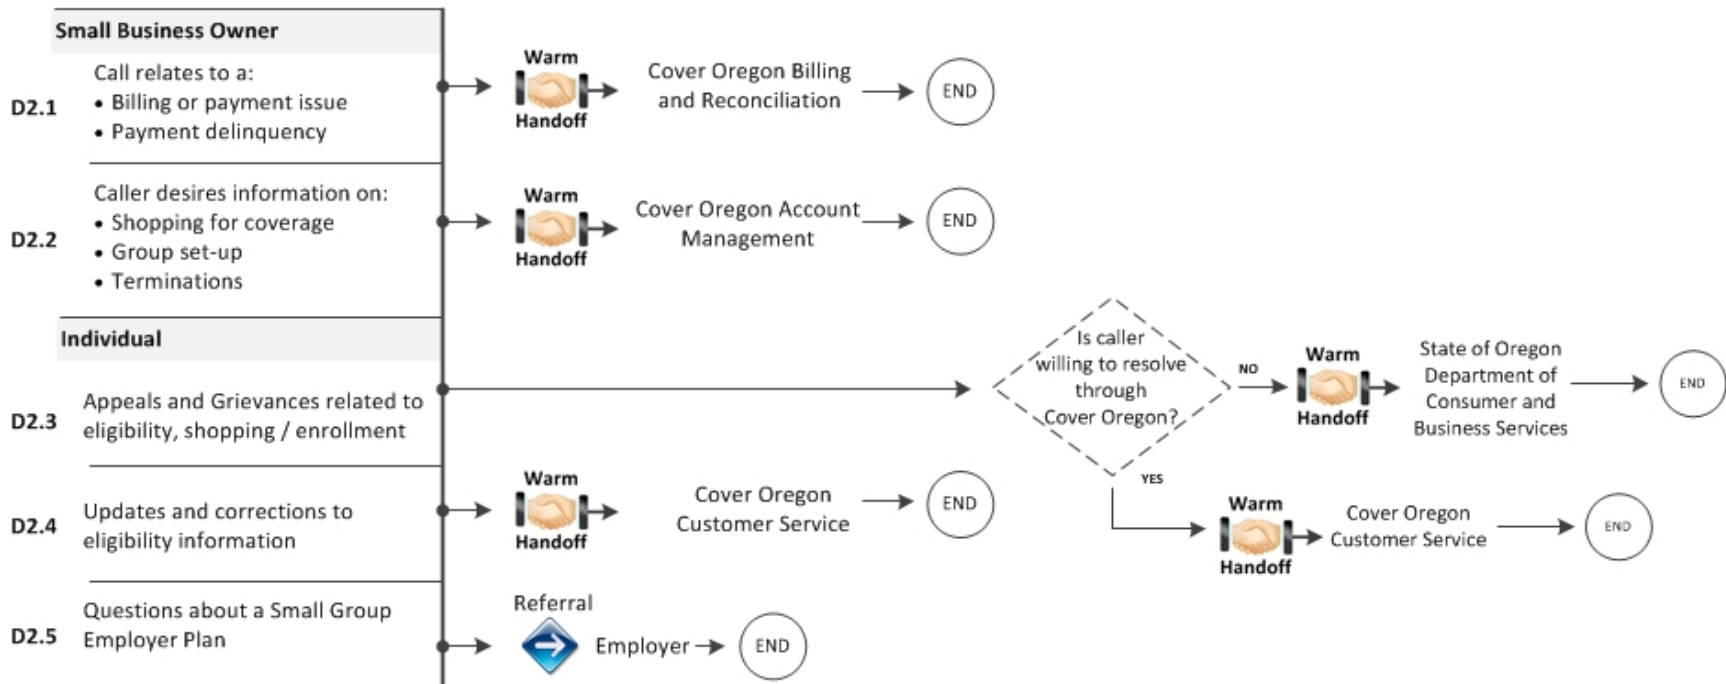 Small Business Owner
D2.1
Call relates to a:
• Billing or payment issue
• Payment delinquency
Warm
Handoff
Cover Oregon Billing
and Reconciliation
END
D2.2
Caller desires information on:
• Shopping for coverage
• Group set-up
• Terminations
Warm
Handoff
Cover Oregon Account
Management
END
Individual
D2.3
Appeals and Grievances related to
eligibility, shopping / enrollment
Is caller
willing to resolve
through
Cover Oregon?
NO
Warm
Handoff
State of Oregon
Department of
Consumer and
Business Services
END
YES
Warm
Handoff
Cover Oregon
Customer Service
END
D2.4
Updates and corrections to
eligibility information
Warm
Handoff
Cover Oregon
Customer Service
END
D2.5
Questions about a Small Group
Employer Plan
Referral
Employer
END